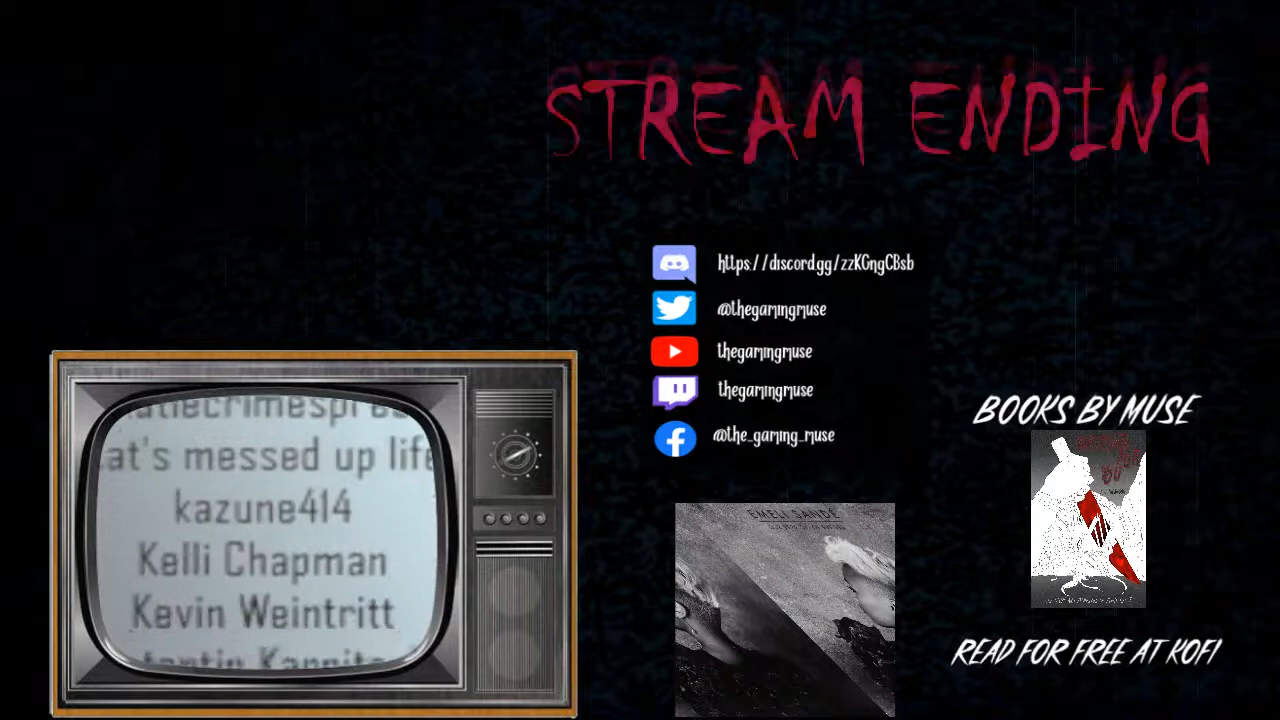 STREAM ENDING
https://discord.gg/zzKGngCBsb
@thegamingmuse
thegamingmuse
thegamingmuse
@the_gaming_muse
at's messed up life
kazune414
Kelli Chapman
Kevin Weintritt
BOOKS BY MUSE
EMELI SANDÉ
READ FOR FREE AT KOFI